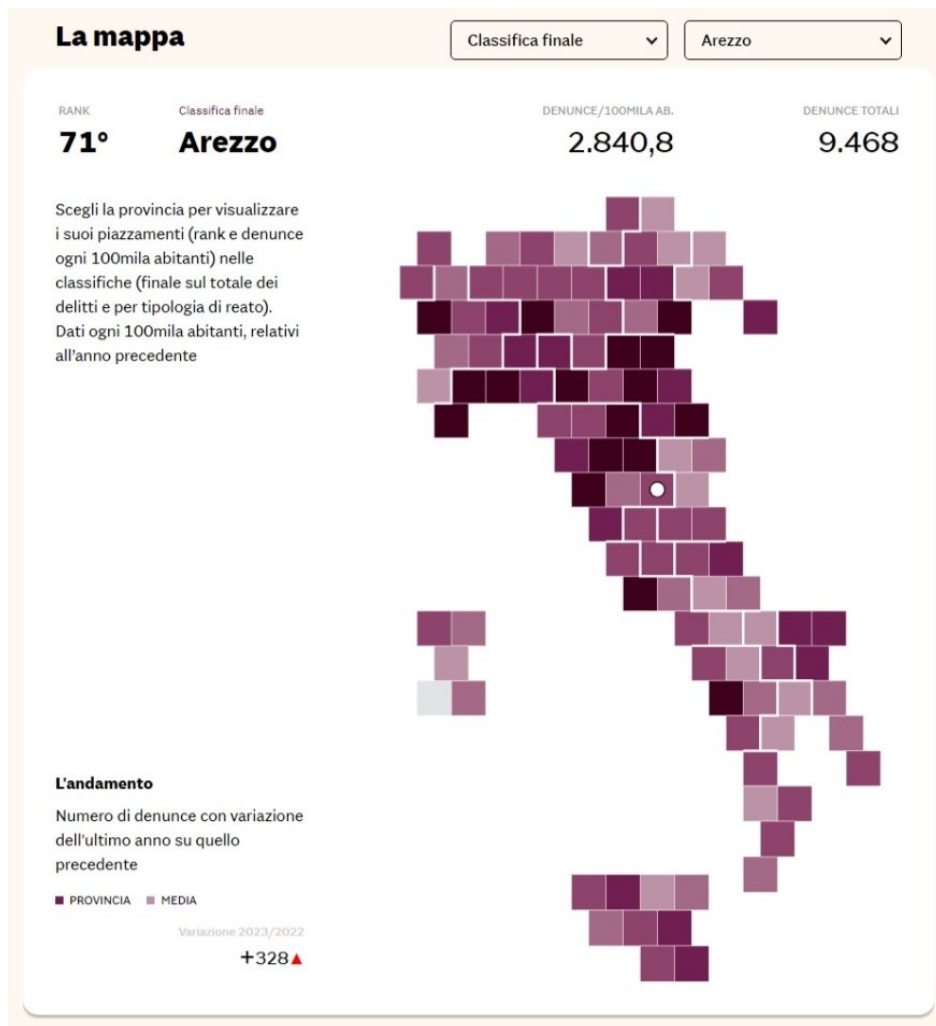 La mappa
Classifica finale
Arezzo
RANK
Classifica finale
DENUNCE/100MILA AB.
DENUNCE TOTALI
71°
Arezzo
2.840,8
9.468
Scegli la provincia per visualizzare
i suoi piazzamenti (rank e denunce
ogni 100mila abitanti) nelle
classifiche (finale sul totale dei
delitti e per tipologia di reato).
Dati ogni 100mila abitanti, relativi
all'anno precedente
L'andamento
Numero di denunce con variazione
dell'ultimo anno su quello
precedente
PROVINCIA
MEDIA
Variazione 2023/2022
+328